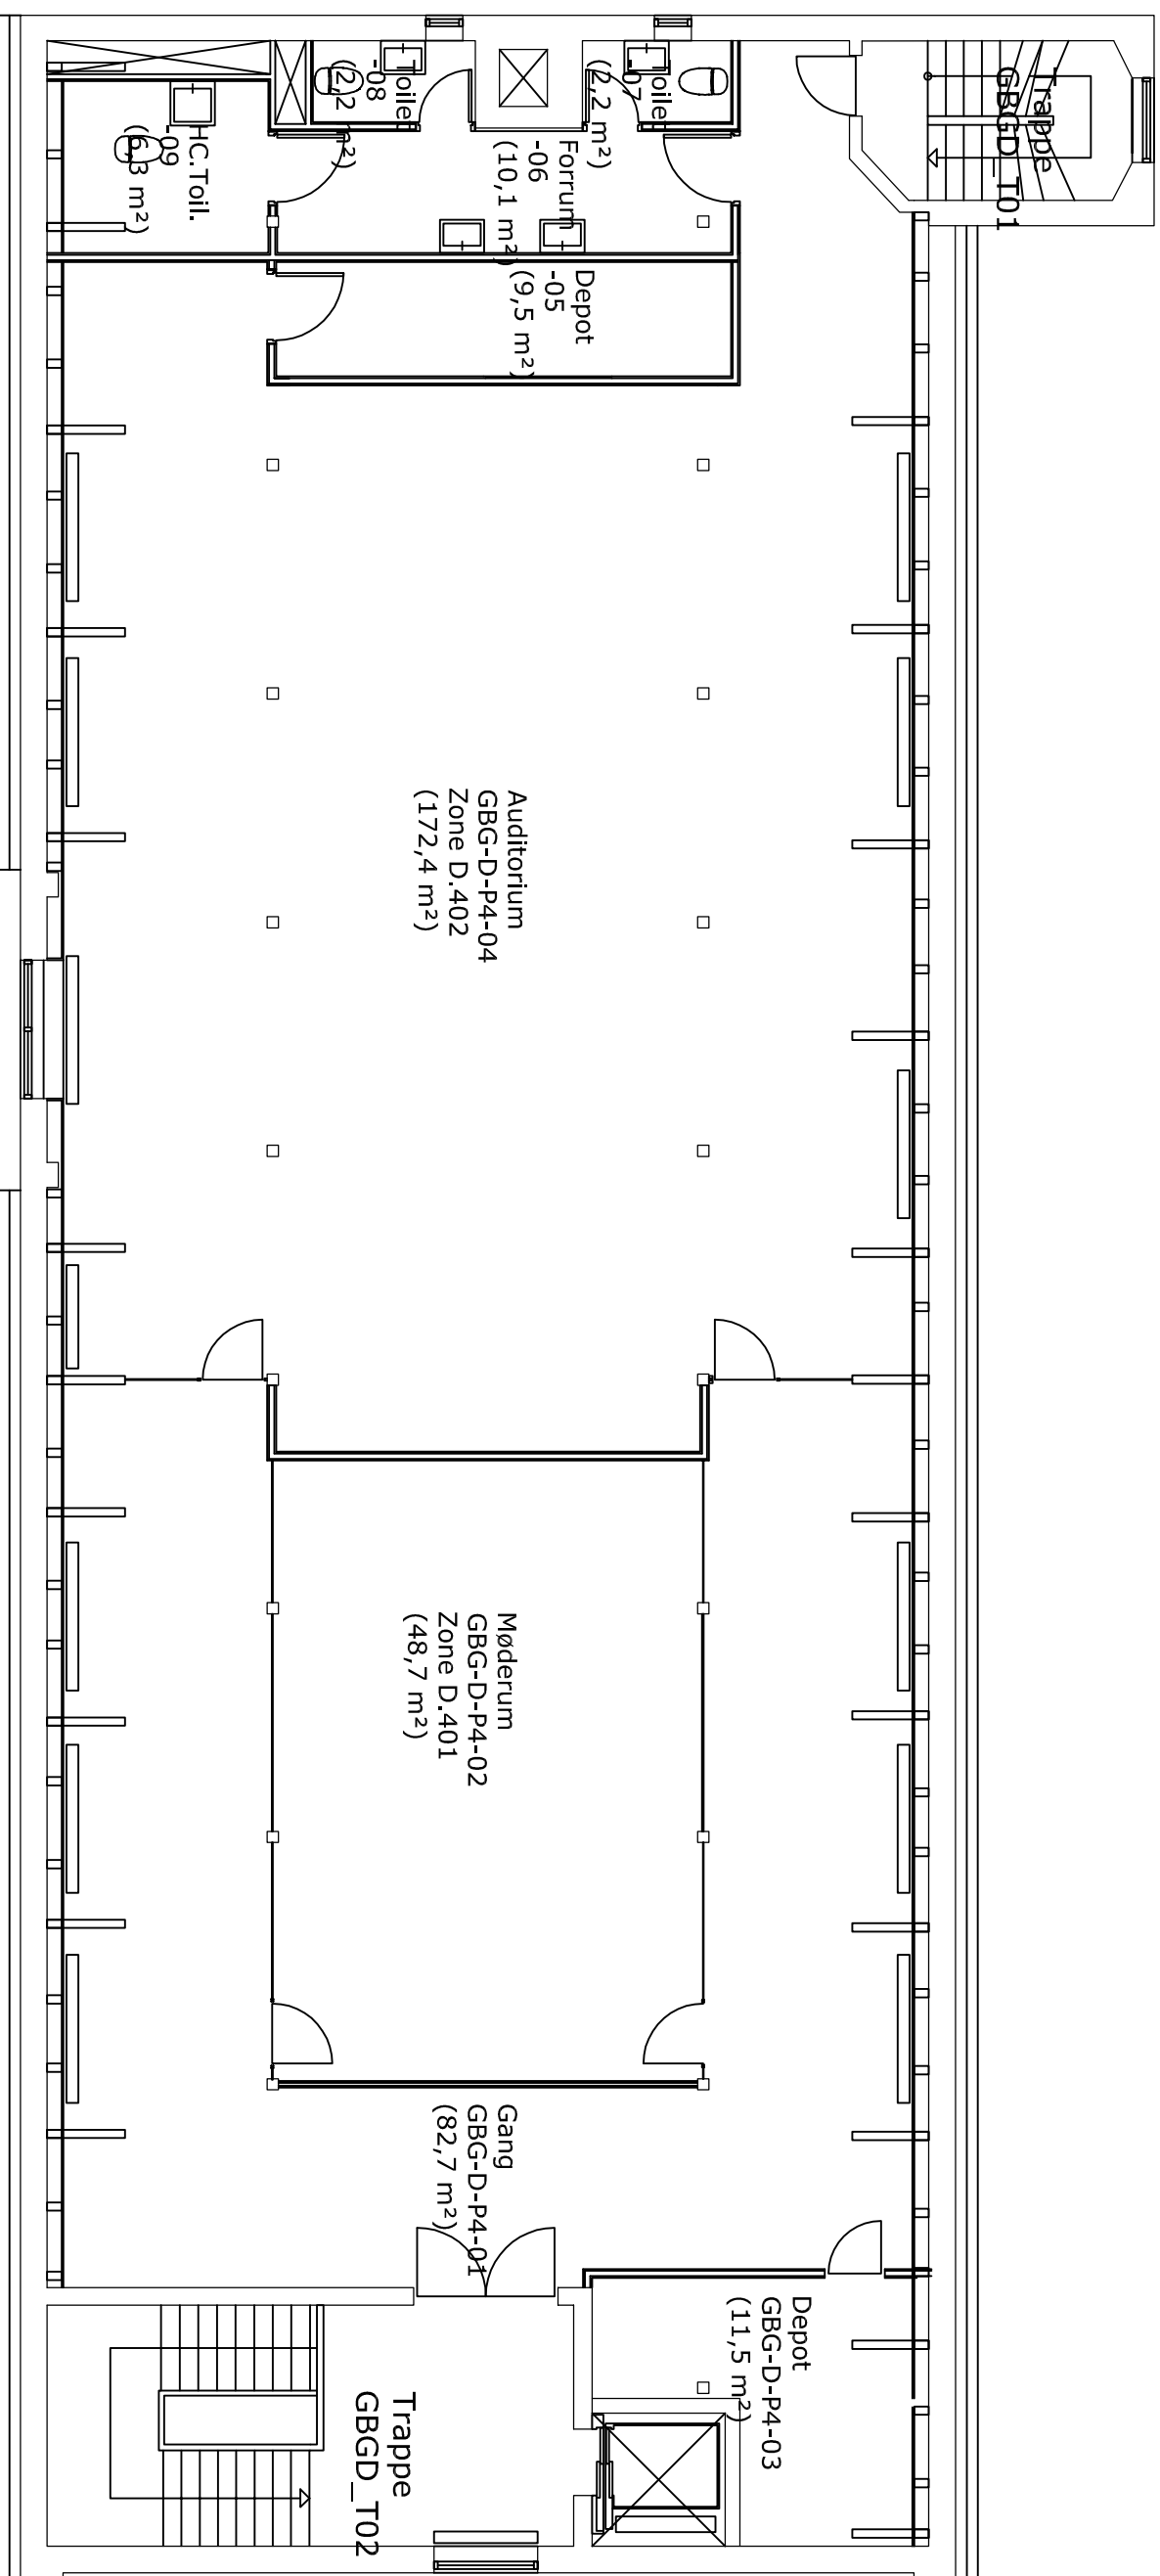 Trappe
GBGD_T01
Toilet
-07
(2,2 m²)
Toilet
-08
(2,2 m²)
HC.Toil.
-09
(6,3 m²)
Forrum
-06
(10,1 m²)
Depot
-05
(9,5 m²)
Auditorium
GBG-D-P4-04
Zone D.402
(172,4 m²)
Møderum
GBG-D-P4-02
Zone D.401
(48,7 m²)
Gang
GBG-D-P4-01
(82,7 m²)
Depot
GBG-D-P4-03
(11,5 m²)
Trappe
GBGD_T02